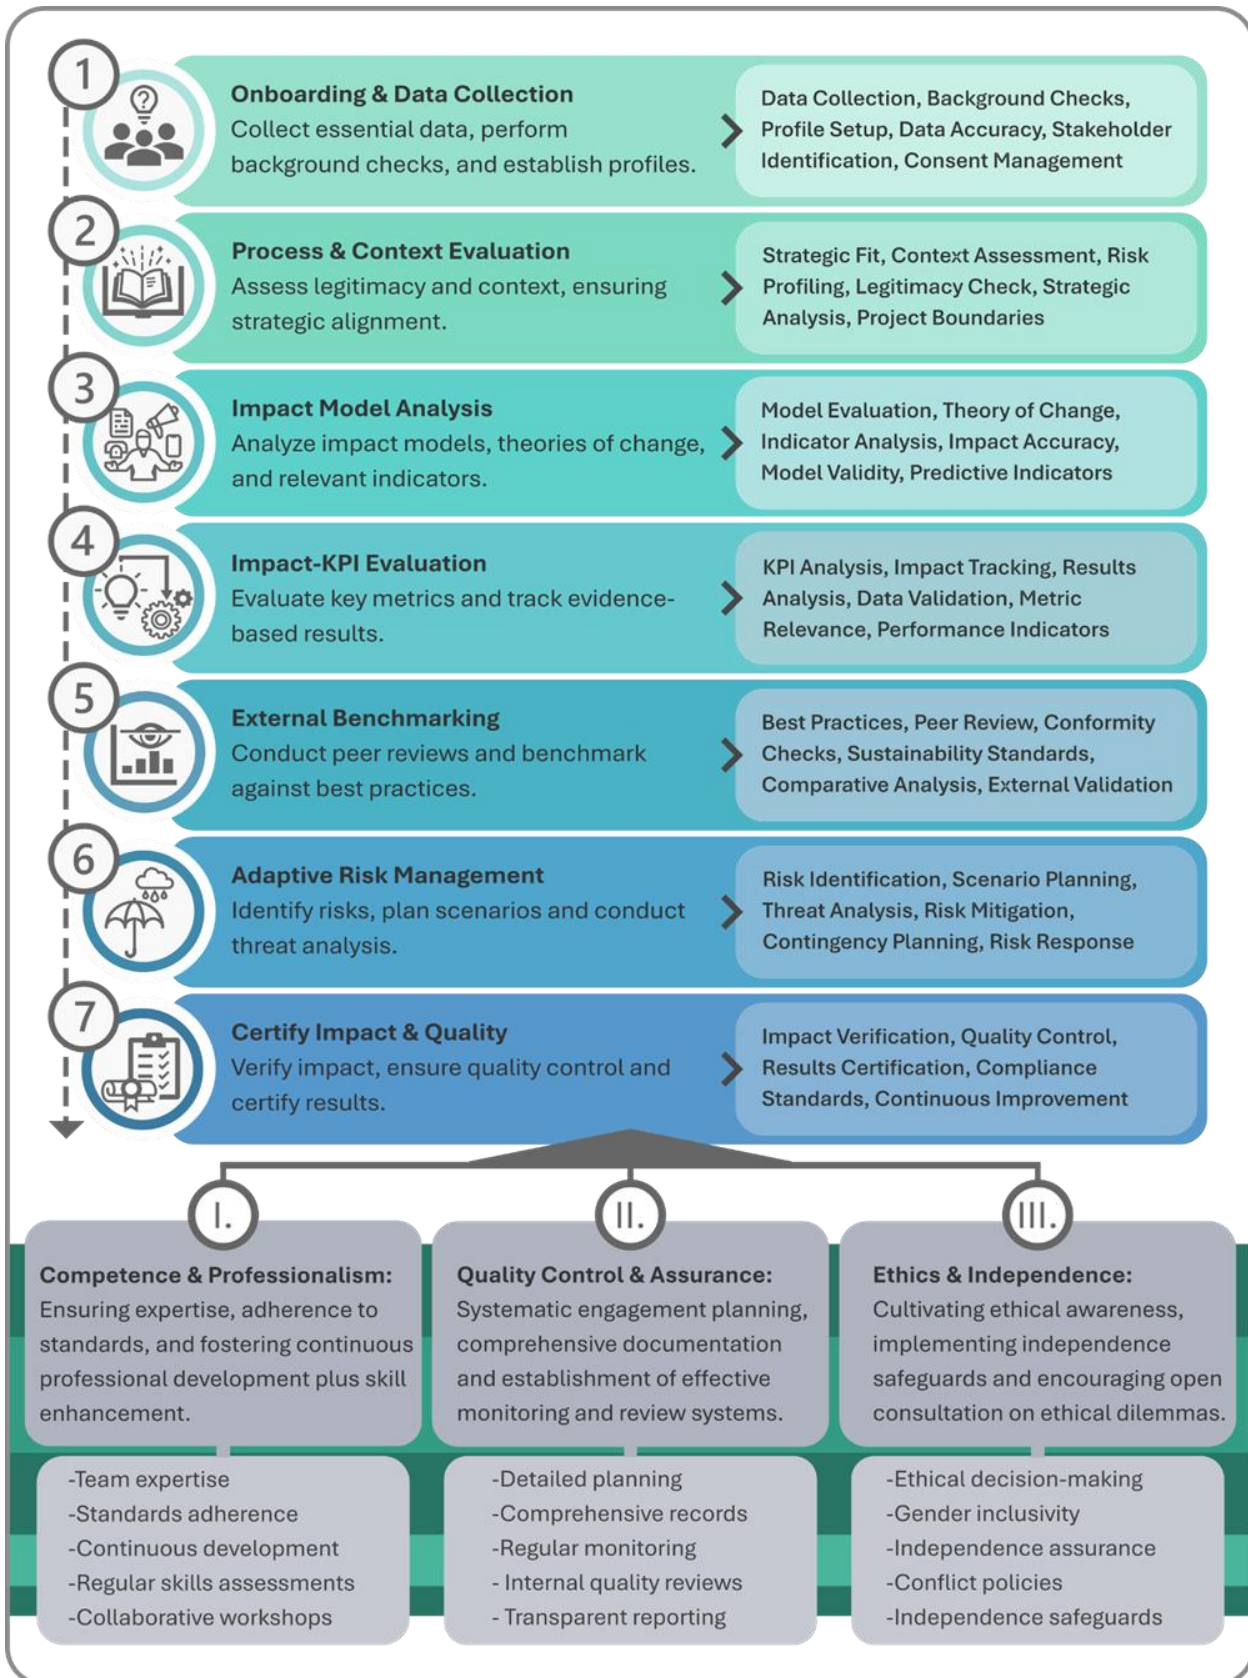 1
Onboarding & Data Collection
Collect essential data, perform
background checks, and establish profiles.
Data Collection, Background Checks,
Profile Setup, Data Accuracy, Stakeholder
Identification, Consent Management
2
Process & Context Evaluation
Assess legitimacy and context, ensuring
strategic alignment.
Strategic Fit, Context Assessment, Risk
Profiling, Legitimacy Check, Strategic
Analysis, Project Boundaries
3
Impact Model Analysis
Analyze impact models, theories of change,
and relevant indicators.
Model Evaluation, Theory of Change,
Indicator Analysis, Impact Accuracy,
Model Validity, Predictive Indicators
4
Impact-KPI Evaluation
Evaluate key metrics and track evidence-
based results.
KPI Analysis, Impact Tracking, Results
Analysis, Data Validation, Metric
Relevance, Performance Indicators
5
External Benchmarking
Conduct peer reviews and benchmark
against best practices.
Best Practices, Peer Review, Conformity
Checks, Sustainability Standards,
Comparative Analysis, External Validation
6
Adaptive Risk Management
Identify risks, plan scenarios and conduct
threat analysis.
Risk Identification, Scenario Planning,
Threat Analysis, Risk Mitigation,
Contingency Planning, Risk Response
7
Certify Impact & Quality
Verify impact, ensure quality control and
certify results.
Impact Verification, Quality Control,
Results Certification, Compliance
Standards, Continuous Improvement
I.
Competence & Professionalism:
Ensuring expertise, adherence to
standards, and fostering continuous
professional development plus skill
enhancement.
-Team expertise
-Standards adherence
-Continuous development
-Regular skills assessments
-Collaborative workshops
II.
Quality Control & Assurance:
Systematic engagement planning,
comprehensive documentation
and establishment of effective
monitoring and review systems.
-Detailed planning
-Comprehensive records
-Regular monitoring
- Internal quality reviews
- Transparent reporting
III.
Ethics & Independence:
Cultivating ethical awareness,
implementing independence
safeguards and encouraging open
consultation on ethical dilemmas.
-Ethical decision-making
-Gender inclusivity
-Independence assurance
-Conflict policies
-Independence safeguards